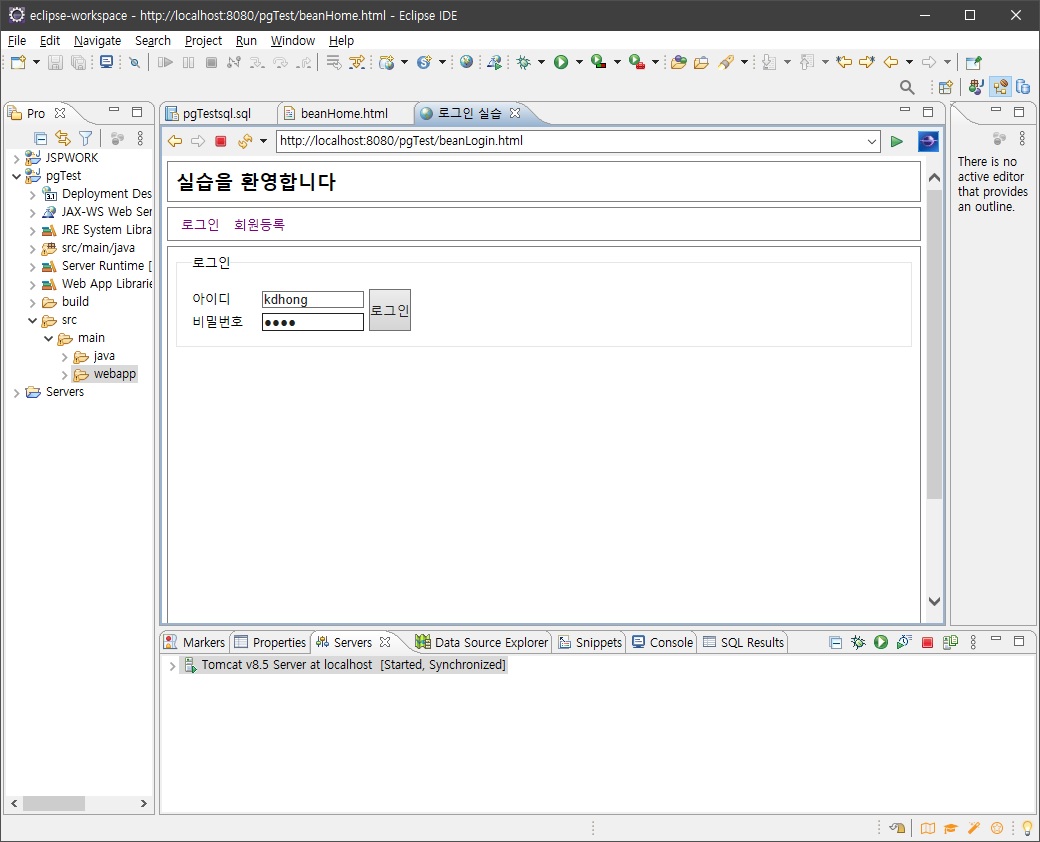 eclipse-workspace - http://localhost:8080/pgTest/beanHome.html - Eclipse IDE
File Edit Navigate Search Project Run Window Help
Pro
JSPWORK
pgTest
Deployment Des
JAX-WS Web Ser
JRE System Libra
src/main/java
Server Runtime [
Web App Librarie
build
src
main
java
webapp
Servers
pgTestsql.sql beanHome.html 로그인 실습
http://localhost:8080/pgTest/beanLogin.html
실습을 환영합니다
로그인 회원등록
로그인
아이디 kdhong
비밀번호 ●●●●
로그인
There is no
active editor
that provides
an outline.
Markers Properties Servers Data Source Explorer Snippets Console SQL Results
Tomcat v8.5 Server at localhost [Started, Synchronized]